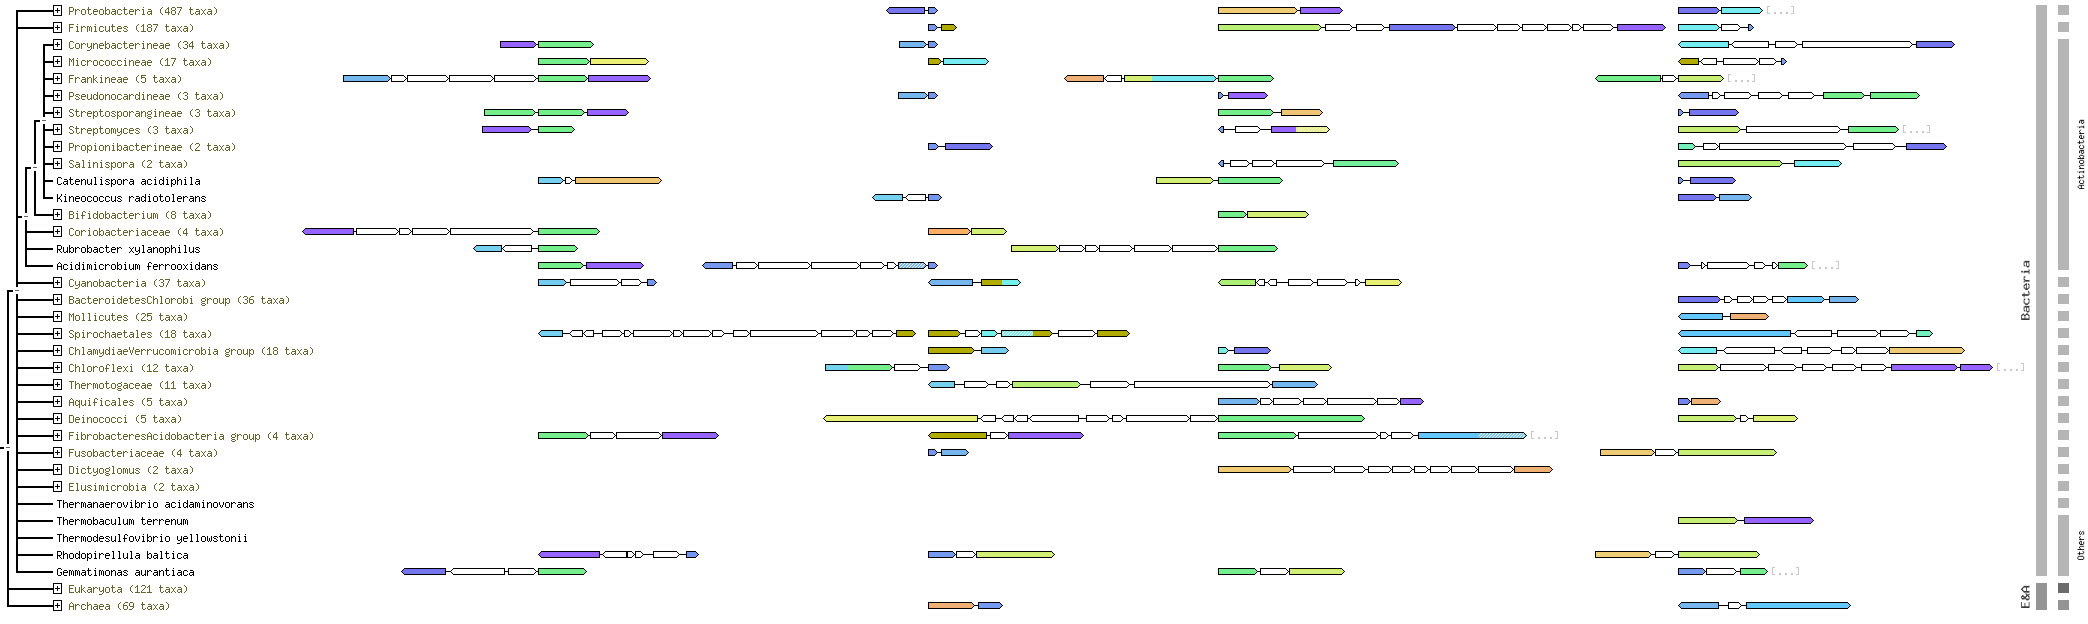 Proteobacteria (487 taxa) [...]
Firmicutes (187 taxa)
Corynebacterineae (34 taxa)
Micrococcineae (17 taxa)
Frankineae (5 taxa) [...]
Pseudonocardineae (3 taxa)
Streptosporangineae (3 taxa)
Streptomyces (3 taxa) [...]
Propionibacterineae (2 taxa)
Salinispora (2 taxa)
Catenulispora acidiphila
Kineococcus radiotolerans
Bifidobacterium (8 taxa)
Coriobacteriaceae (4 taxa)
Rubrobacter xylanophilus
Acidimicrobium ferrooxidans [...]
Cyanobacteria (37 taxa)
BacteroidetesChlorobi group (36 taxa)
Mollicutes (25 taxa)
Spirochaetales (18 taxa)
ChlamydiaeVerrucomicrobia group (18 taxa)
Chloroflexi (12 taxa) [...]
Thermotogaceae (11 taxa)
Aquificales (5 taxa)
Deinococci (5 taxa)
FibrobacteresAcidobacteria group (4 taxa) [...]
Fusobacteriaceae (4 taxa)
Dictyoglomus (2 taxa)
Elusimicrobia (2 taxa)
Thermanaerovibrio acidaminovorans
Thermobaculum terrenum
Thermodesulfovibrio yellowstonii
Rhodopirellula baltica
Gemmatimonas aurantiaca [...]
Eukaryota (121 taxa)
Archaea (69 taxa)
Bacteria
E&A
Actinobacteria
Others